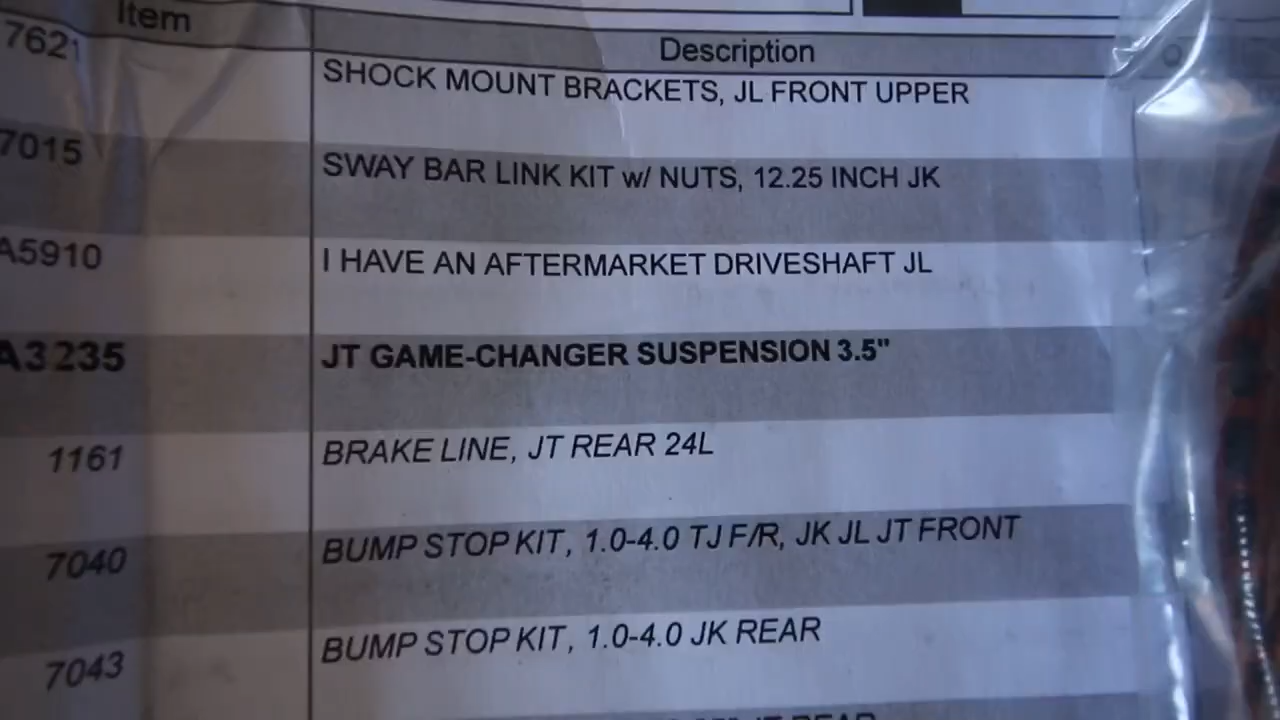 Item Description
7621 SHOCK MOUNT BRACKETS, JL FRONT UPPER
7015 SWAY BAR LINK KIT w/ NUTS, 12.25 INCH JK
A5910 I HAVE AN AFTERMARKET DRIVESHAFT JL
A3235 JT GAME-CHANGER SUSPENSION 3.5"
1161 BRAKE LINE, JT REAR 24L
7040 BUMP STOP KIT, 1.0-4.0 TJ F/R, JK JL JT FRONT
7043 BUMP STOP KIT, 1.0-4.0 JK REAR
JT REAR